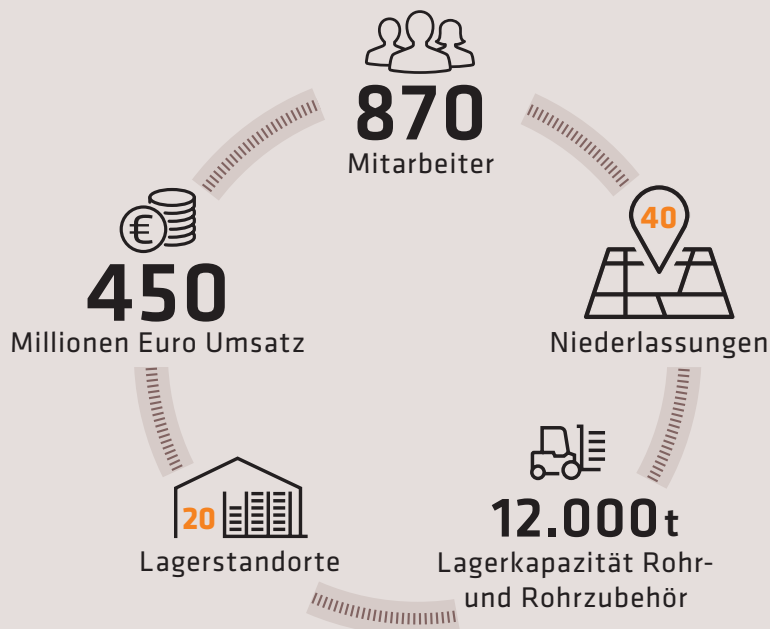 870
Mitarbeiter
40
Niederlassungen
€
450
Millionen Euro Umsatz
20
Lagerstandorte
12.000 t
Lagerkapazität Rohr-
und Rohrzubehör